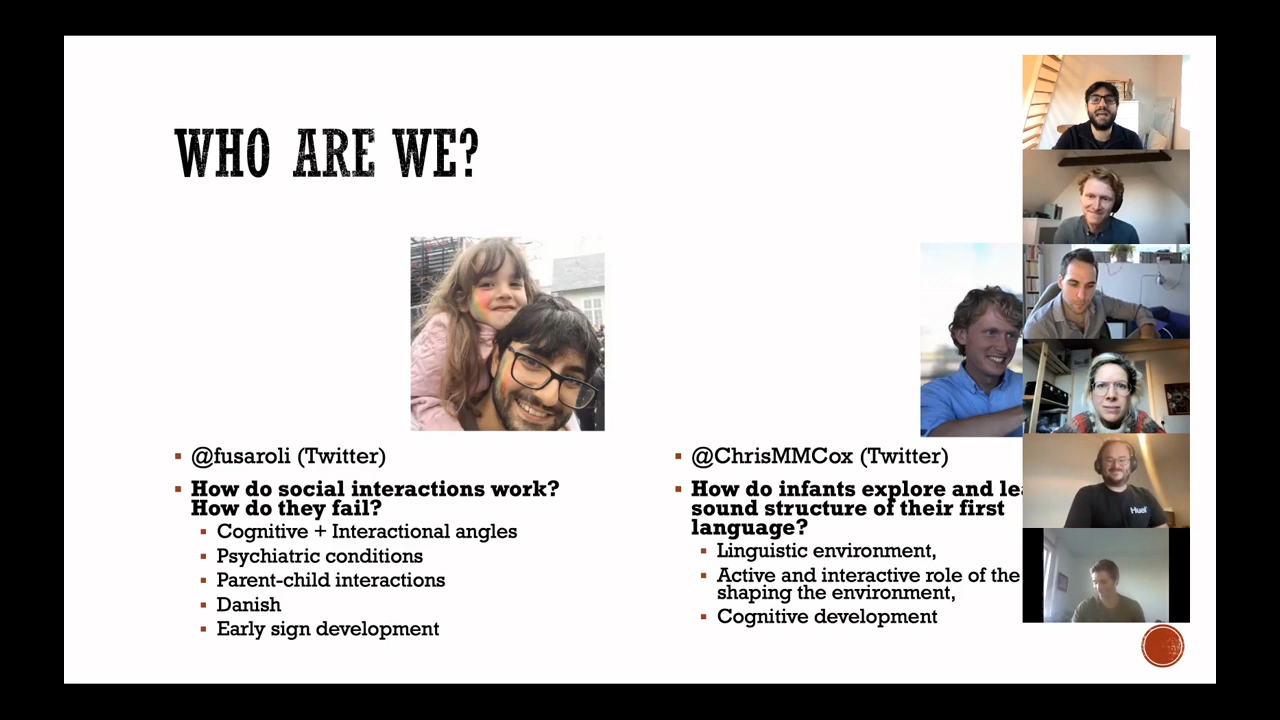 WHO ARE WE?
@fusaroli (Twitter)
How do social interactions work?
How do they fail?
Cognitive + Interactional angles
Psychiatric conditions
Parent-child interactions
Danish
Early sign development
@ChrisMMCox (Twitter)
How do infants explore and
sound structure of their first
language?
Linguistic environment,
Active and interactive role of the
shaping the environment,
Cognitive development
Huel